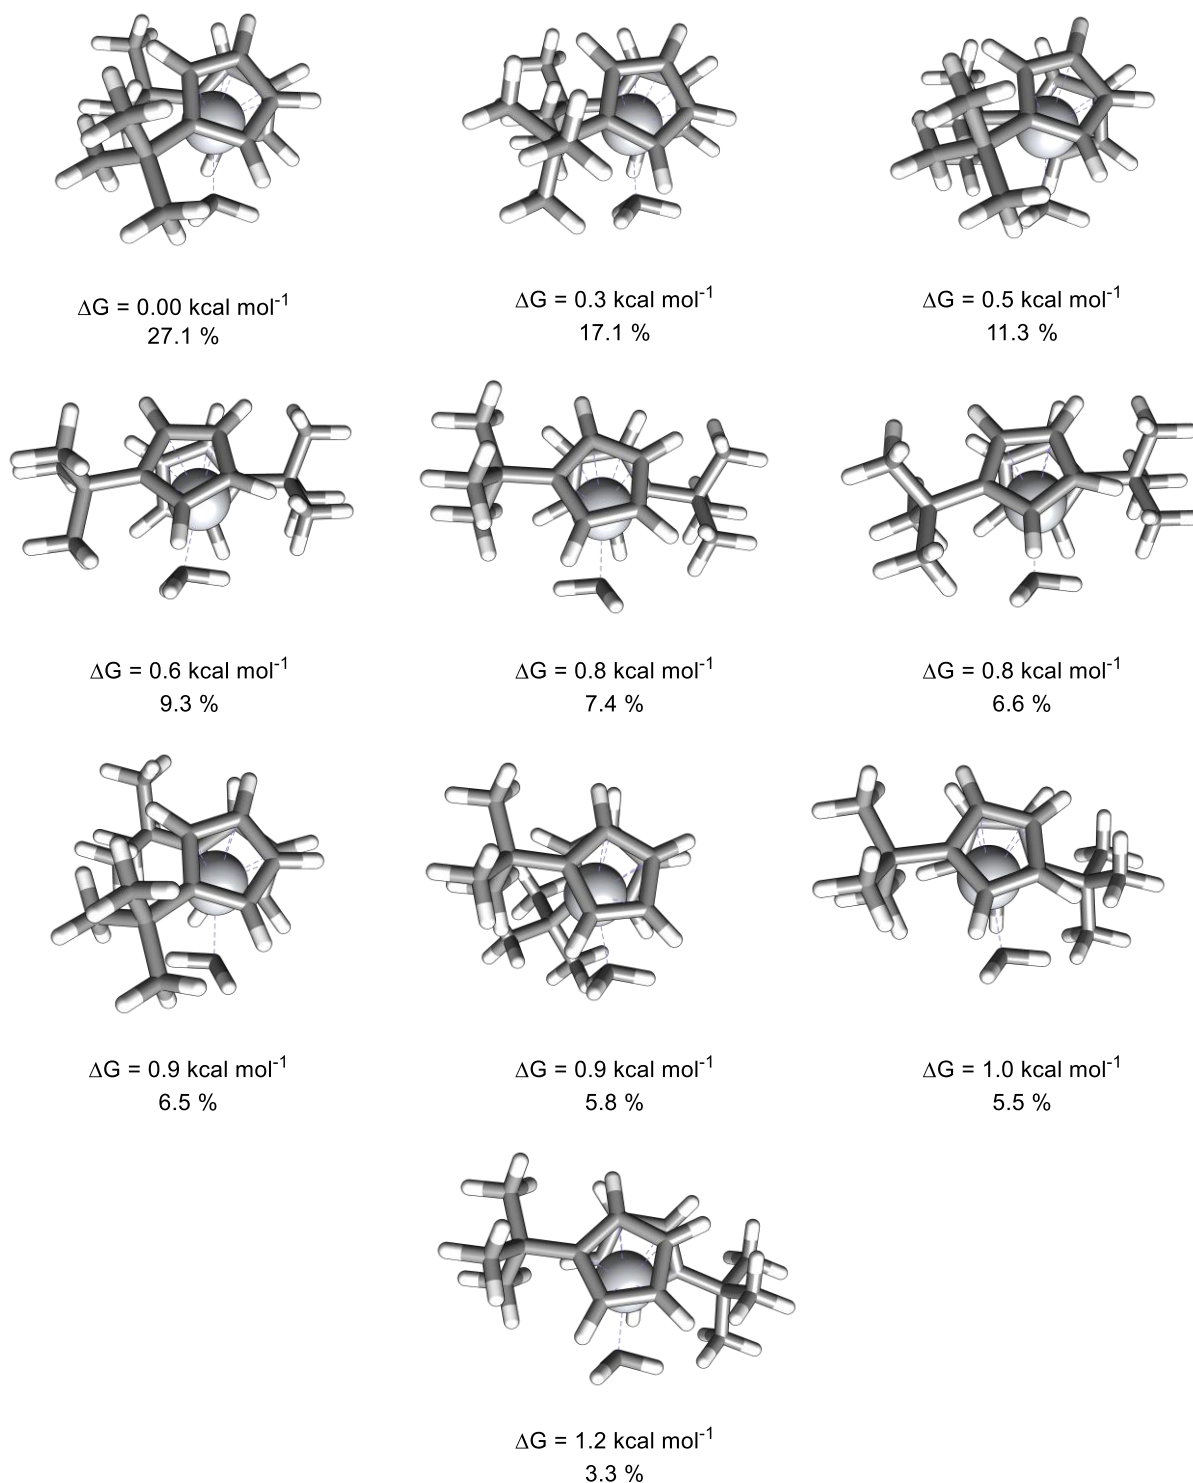 ΔG = 0.00 kcal mol⁻¹
27.1 %
ΔG = 0.3 kcal mol⁻¹
17.1 %
ΔG = 0.5 kcal mol⁻¹
11.3 %
ΔG = 0.6 kcal mol⁻¹
9.3 %
ΔG = 0.8 kcal mol⁻¹
7.4 %
ΔG = 0.8 kcal mol⁻¹
6.6 %
ΔG = 0.9 kcal mol⁻¹
6.5 %
ΔG = 0.9 kcal mol⁻¹
5.8 %
ΔG = 1.0 kcal mol⁻¹
5.5 %
ΔG = 1.2 kcal mol⁻¹
3.3 %